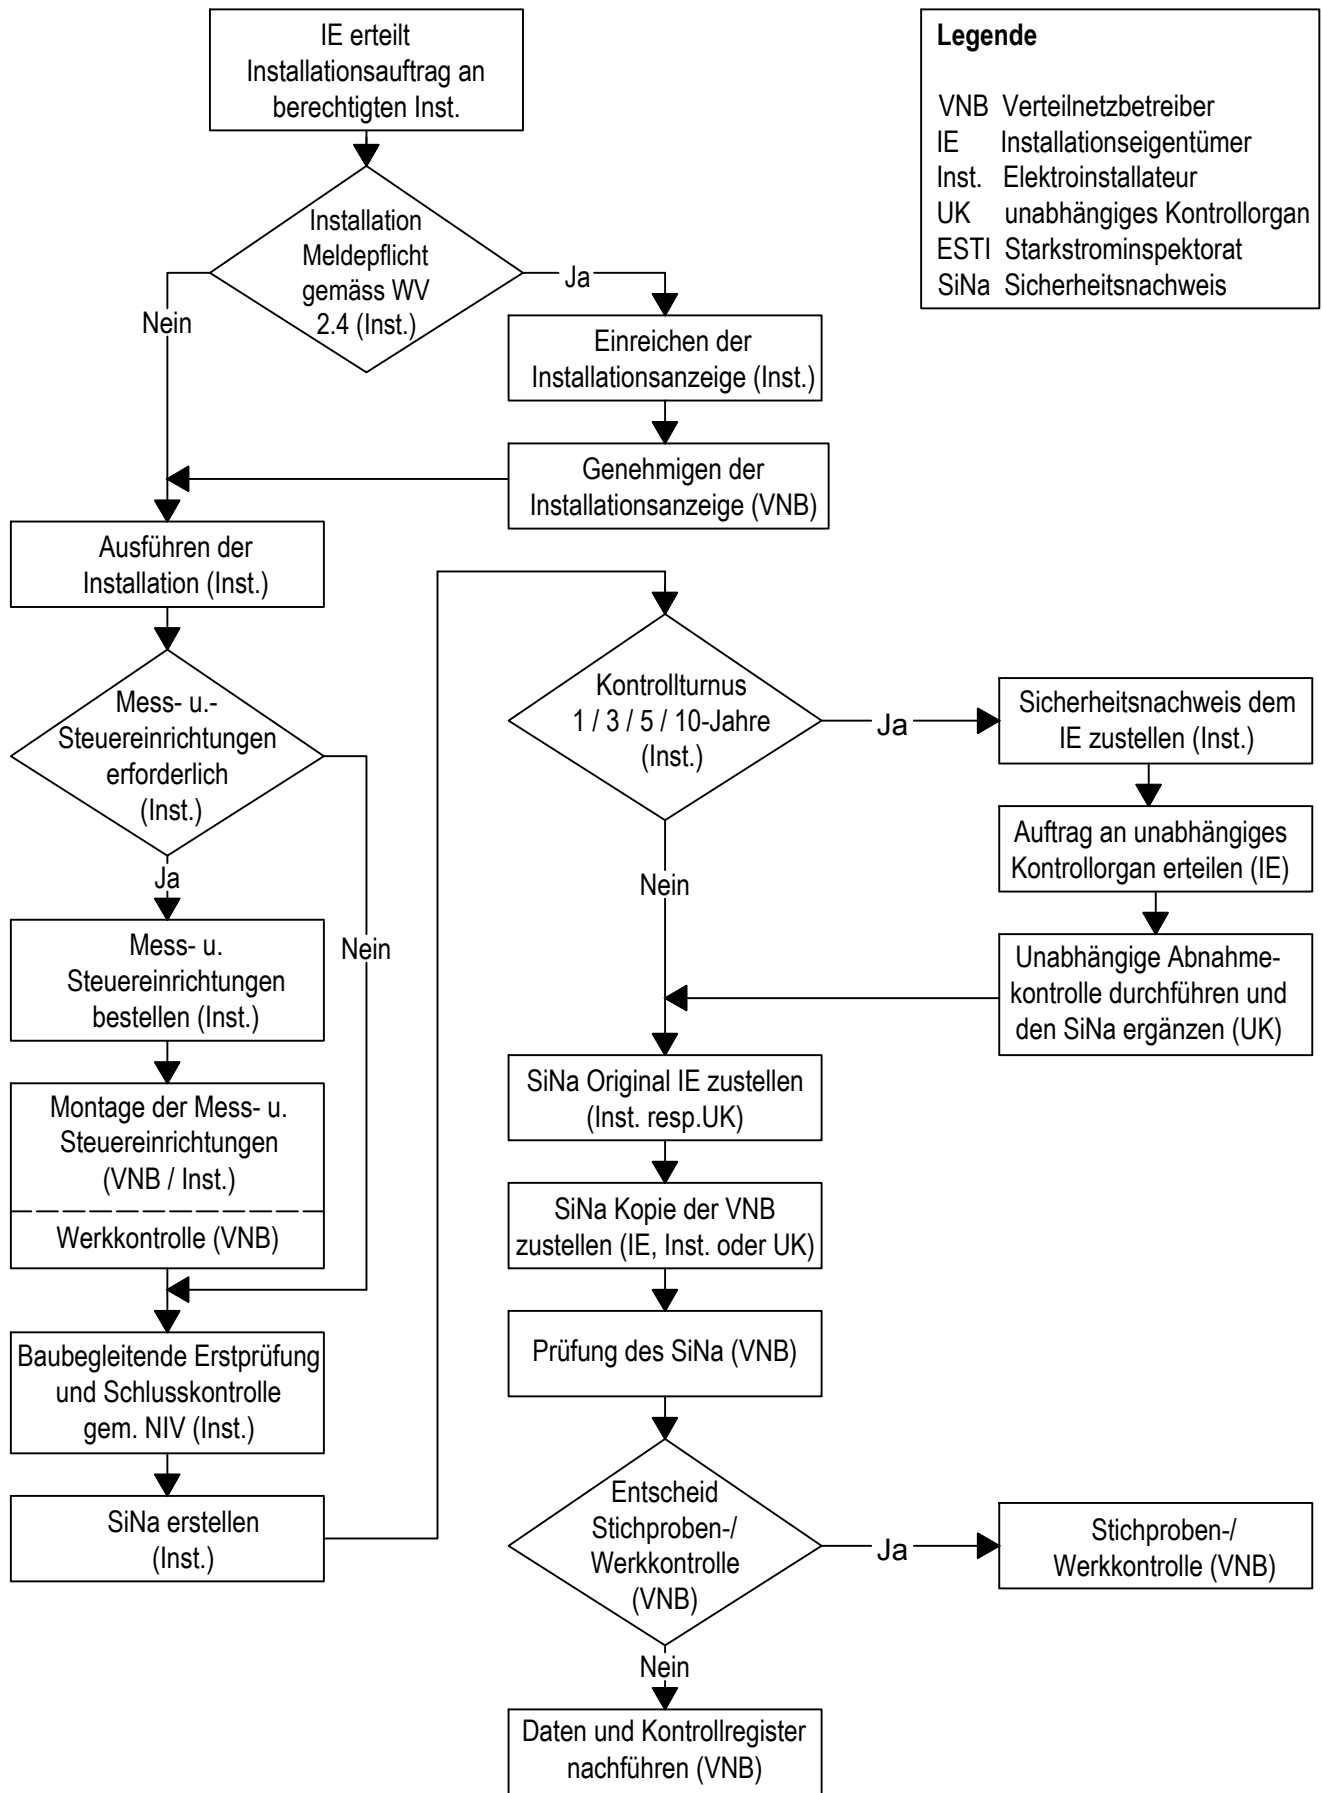 IE erteilt
Installationsauftrag an
berechtigten Inst.
Legende
VNB Verteilnetzbetreiber
IE Installationseigentümer
Inst. Elektroinstallateur
UK unabhängiges Kontrollorgan
ESTI Starkstrominspektorat
SiNa Sicherheitsnachweis
Installation
Meldepflicht
gemäss WV
2.4 (Inst.)
Ja
Nein
Einreichen der
Installationsanzeige (Inst.)
Genehmigen der
Installationsanzeige (VNB)
Ausführen der
Installation (Inst.)
Mess- u.-
Steuereinrichtungen
erforderlich
(Inst.)
Ja
Nein
Mess- u.
Steuereinrichtungen
bestellen (Inst.)
Montage der Mess- u.
Steuereinrichtungen
(VNB / Inst.)
Werkkontrolle (VNB)
Baubegleitende Erstprüfung
und Schlusskontrolle
gem. NIV (Inst.)
SiNa erstellen
(Inst.)
Kontrollturnus
1 / 3 / 5 / 10-Jahre
(Inst.)
Ja
Nein
Sicherheitsnachweis dem
IE zustellen (Inst.)
Auftrag an unabhängiges
Kontrollorgan erteilen (IE)
Unabhängige Abnahme-
kontrolle durchführen und
den SiNa ergänzen (UK)
SiNa Original IE zustellen
(Inst. resp.UK)
SiNa Kopie der VNB
zustellen (IE, Inst. oder UK)
Prüfung des SiNa (VNB)
Entscheid
Stichproben-/
Werkkontrolle
(VNB)
Ja
Stichproben-/
Werkkontrolle (VNB)
Nein
Daten und Kontrollregister
nachführen (VNB)